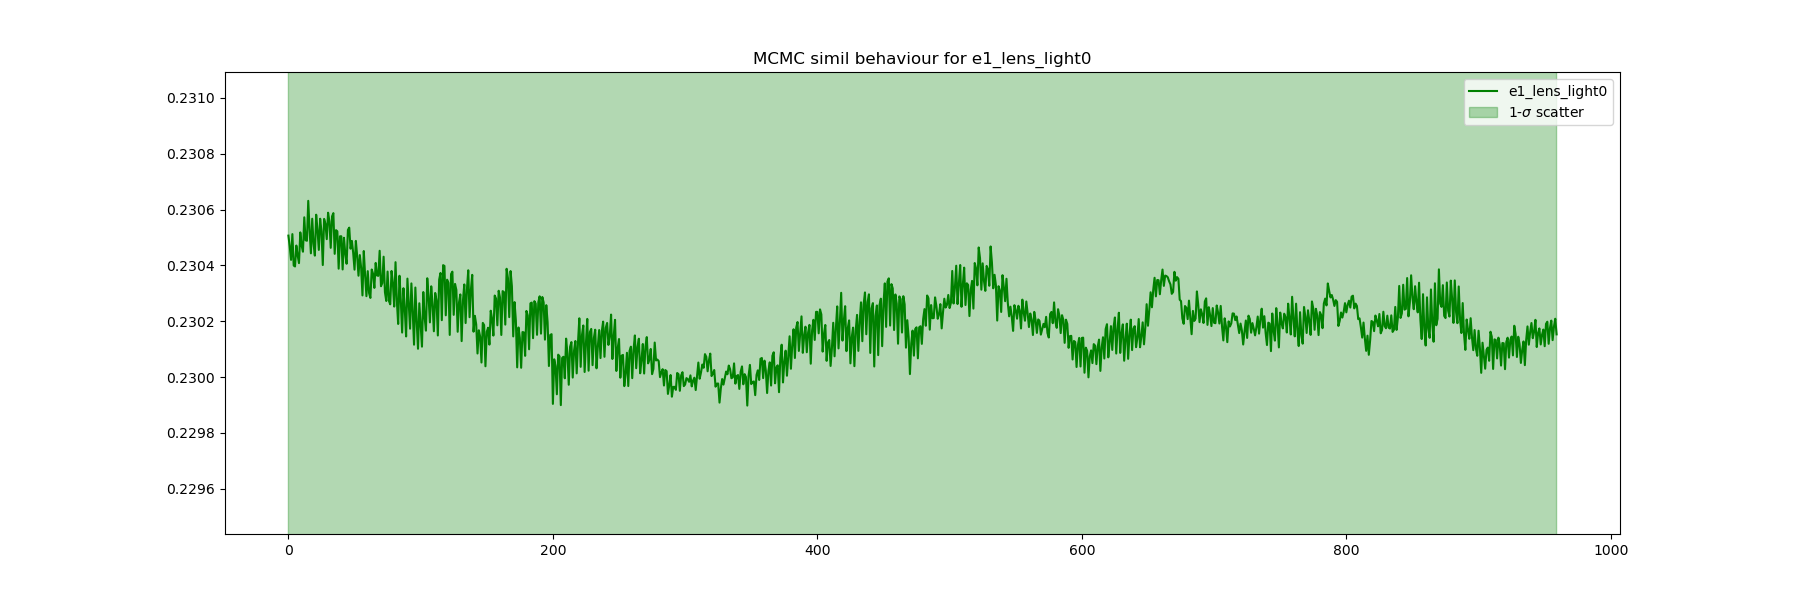 MCMC simil behaviour for e1_lens_light0
e1_lens_light0
1-σ scatter
0.2310
0.2308
0.2306
0.2304
0.2302
0.2300
0.2298
0.2296
0 200 400 600 800 1000